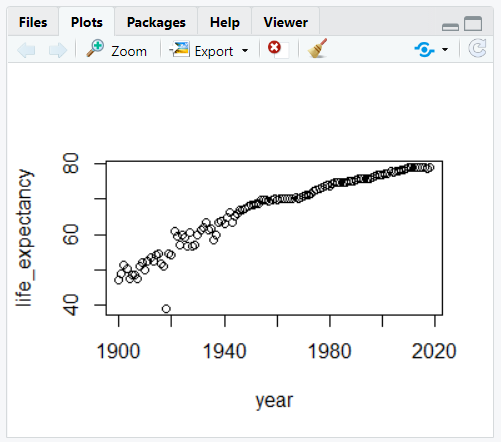 Files Plots Packages Help Viewer
Zoom Export
life_expectancy
80
60
40
1900 1940 1980 2020
year